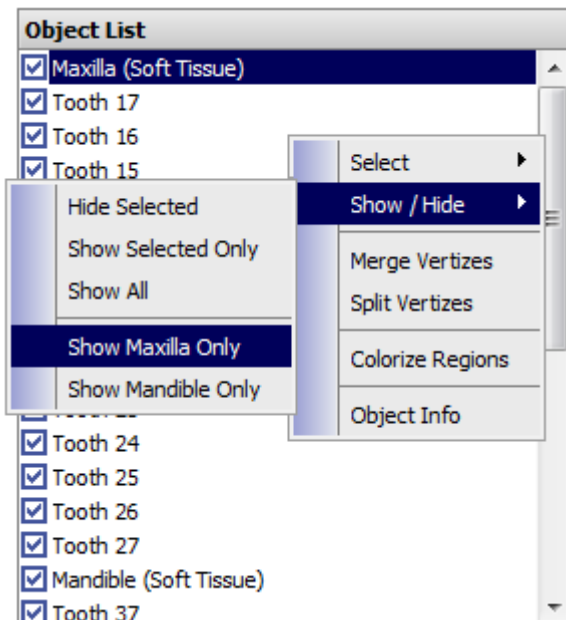 Object List
Maxilla (Soft Tissue)
Tooth 17
Tooth 16
Tooth 15
Select
Show / Hide
Merge Vertizes
Split Vertizes
Colorize Regions
Object Info
Hide Selected
Show Selected Only
Show All
Show Maxilla Only
Show Mandible Only
Tooth 24
Tooth 25
Tooth 26
Tooth 27
Mandible (Soft Tissue)
Tooth 37